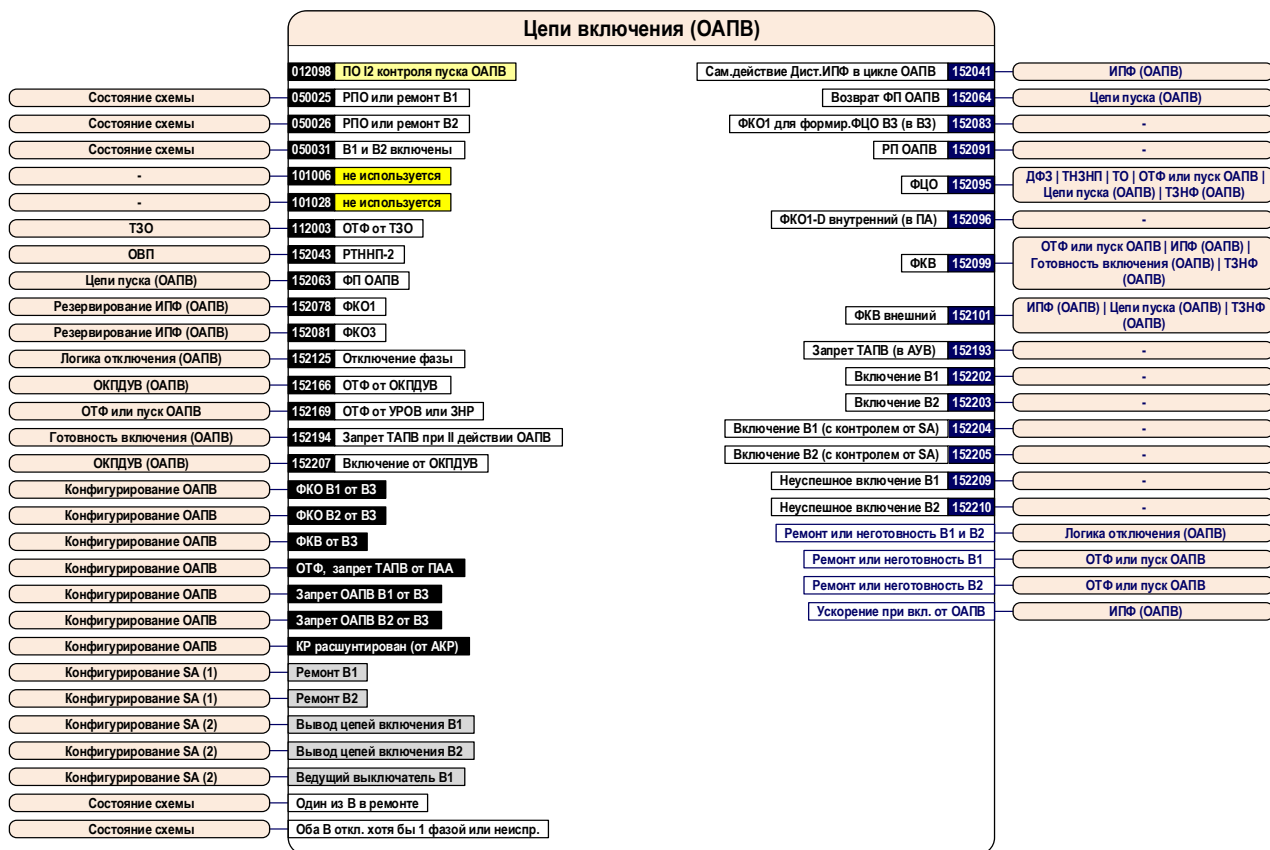 Цепи включения (ОАПВ)
012098 ПО I2 контроля пуска ОАПВ
Состояние схемы 050025 РПО или ремонт В1
Состояние схемы 050026 РПО или ремонт В2
Состояние схемы 050031 В1 и В2 включены
- 101006 не используется
- 101028 не используется
ТЗО 112003 ОТФ от ТЗО
ОВП 152043 РТННП-2
Цепи пуска (ОАПВ) 152063 ФП ОАПВ
Резервирование ИПФ (ОАПВ) 152078 ФКО1
Резервирование ИПФ (ОАПВ) 152081 ФКО3
Логика отключения (ОАПВ) 152125 Отключение фазы
ОКПДУВ (ОАПВ) 152166 ОТФ от ОКПДУВ
ОТФ или пуск ОАПВ 152169 ОТФ от УРОВ или ЗНР
Готовность включения (ОАПВ) 152194 Запрет ТАПВ при II действии ОАПВ
ОКПДУВ (ОАПВ) 152207 Включение от ОКПДУВ
Конфигурирование ОАПВ ФКО В1 от ВЗ
Конфигурирование ОАПВ ФКО В2 от ВЗ
Конфигурирование ОАПВ ФКВ от ВЗ
Конфигурирование ОАПВ ОТФ, запрет ТАПВ от ПАА
Конфигурирование ОАПВ Запрет ОАПВ В1 от ВЗ
Конфигурирование ОАПВ Запрет ОАПВ В2 от ВЗ
Конфигурирование ОАПВ КР расшунтирован (от АКР)
Конфигурирование SA (1) Ремонт В1
Конфигурирование SA (1) Ремонт В2
Конфигурирование SA (2) Вывод цепей включения В1
Конфигурирование SA (2) Вывод цепей включения В2
Конфигурирование SA (2) Ведущий выключатель В1
Состояние схемы Один из В в ремонте
Состояние схемы Оба В откл. хотя бы 1 фазой или неиспр.
Сам.действие Дист.ИПФ в цикле ОАПВ 152041 ИПФ (ОАПВ)
Возврат ФП ОАПВ 152064 Цепи пуска (ОАПВ)
ФКО1 для формир.ФЦО ВЗ (в ВЗ) 152083 -
РП ОАПВ 152091 -
ФЦО 152095 ДФЗ | ТНЗНП | ТО | ОТФ или пуск ОАПВ |
Цепи пуска (ОАПВ) | ТЗНФ (ОАПВ)
ФКО1-D внутренний (в ПА) 152096 -
ФКВ 152099 ОТФ или пуск ОАПВ | ИПФ (ОАПВ) |
Готовность включения (ОАПВ) | ТЗНФ
(ОАПВ)
ФКВ внешний 152101 ИПФ (ОАПВ) | Цепи пуска (ОАПВ) | ТЗНФ
(ОАПВ)
Запрет ТАПВ (в АУВ) 152193 -
Включение В1 152202 -
Включение В2 152203 -
Включение В1 (с контролем от SA) 152204 -
Включение В2 (с контролем от SA) 152205 -
Неуспешное включение В1 152209 -
Неуспешное включение В2 152210 -
Ремонт или неготовность В1 и В2 Логика отключения (ОАПВ)
Ремонт или неготовность В1 ОТФ или пуск ОАПВ
Ремонт или неготовность В2 ОТФ или пуск ОАПВ
Ускорение при вкл. от ОАПВ ИПФ (ОАПВ)